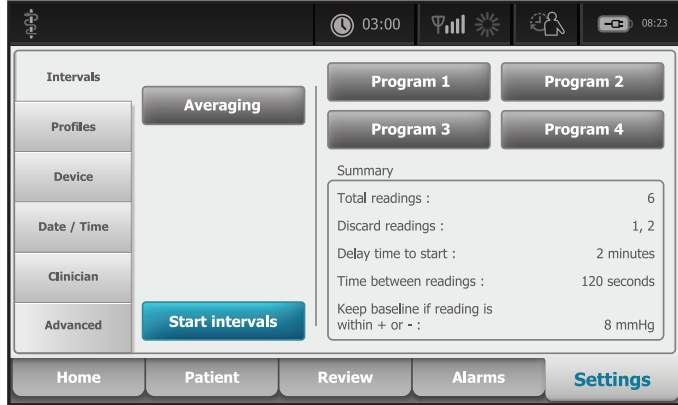 03:00
08:23
Intervals
Profiles
Device
Date / Time
Clinician
Advanced
Averaging
Start intervals
Program 1
Program 2
Program 3
Program 4
Summary
Total readings : 6
Discard readings : 1, 2
Delay time to start : 2 minutes
Time between readings : 120 seconds
Keep baseline if reading is
within + or - : 8 mmHg
Home
Patient
Review
Alarms
Settings